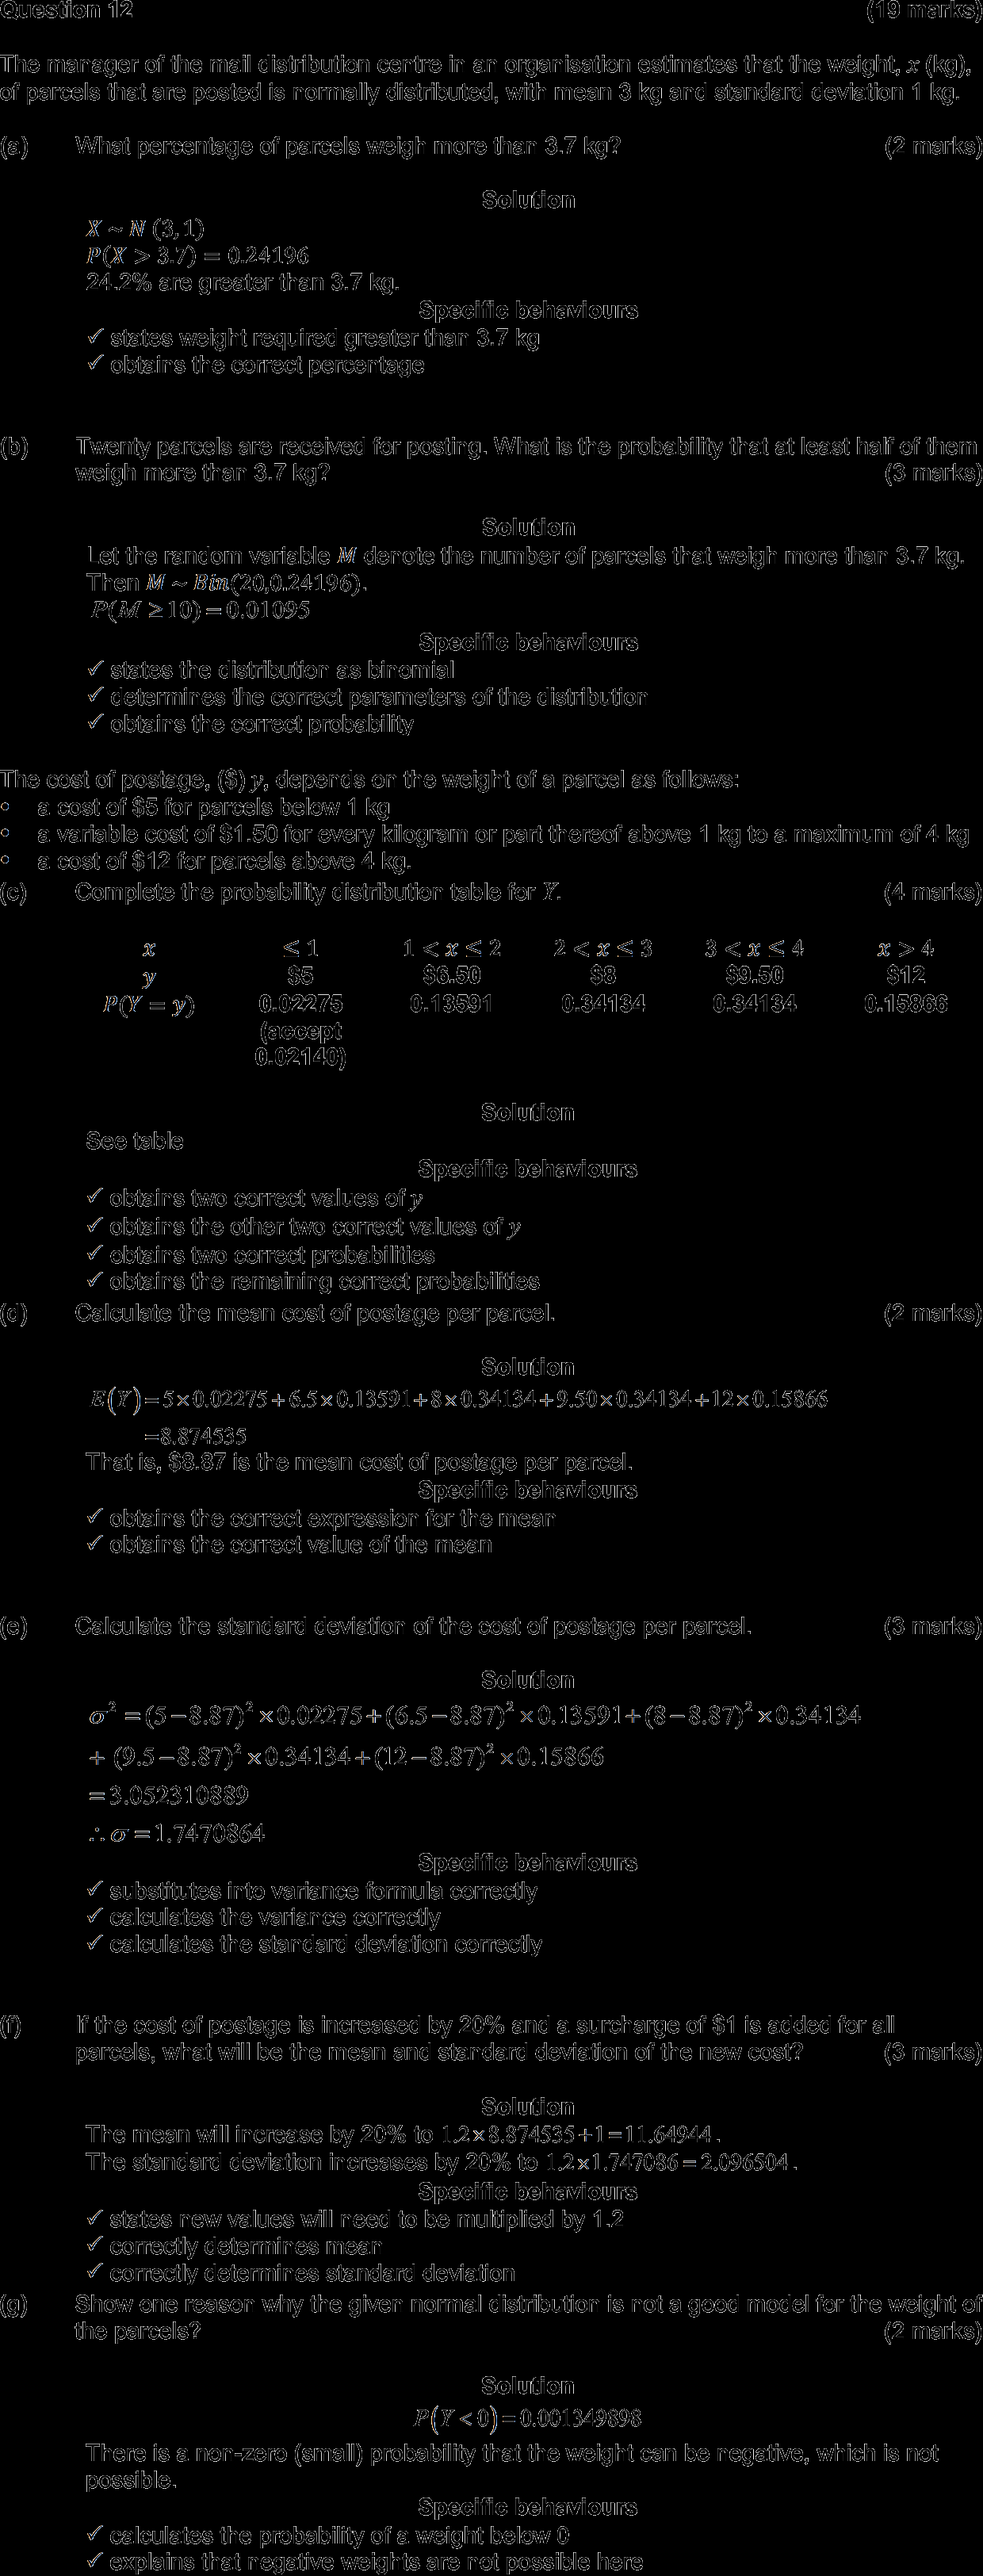 Question 12 (19 marks)
The manager of the mail distribution centre in an organisation estimates that the weight, x (kg),
of parcels that are posted is normally distributed, with mean 3 kg and standard deviation 1 kg.
(a) What percentage of parcels weigh more than 3.7 kg? (2 marks)
Solution
X ~ N (3,1)
P(X > 3.7) = 0.24196
24.2% are greater than 3.7 kg.
Specific behaviours
✓ states weight required greater than 3.7 kg
✓ obtains the correct percentage
(b) Twenty parcels are received for posting. What is the probability that at least half of them
weigh more than 3.7 kg? (3 marks)
Solution
Let the random variable M denote the number of parcels that weigh more than 3.7 kg.
Then M ~ Bin(20,0.24196).
P(M ≥ 10) = 0.01095
Specific behaviours
✓ states the distribution as binomial
✓ determines the correct parameters of the distribution
✓ obtains the correct probability
The cost of postage, ($) y, depends on the weight of a parcel as follows:
• a cost of $5 for parcels below 1 kg
• a variable cost of $1.50 for every kilogram or part thereof above 1 kg to a maximum of 4 kg
• a cost of $12 for parcels above 4 kg.
(c) Complete the probability distribution table for Y. (4 marks)
x ≤ 1 1 < x ≤ 2 2 < x ≤ 3 3 < x ≤ 4 x > 4
y $5 $6.50 $8 $9.50 $12
P(Y = y) 0.02275 0.13591 0.34134 0.34134 0.15866
(accept
0.02140)
Solution
See table
Specific behaviours
✓ obtains two correct values of y
✓ obtains the other two correct values of y
✓ obtains two correct probabilities
✓ obtains the remaining correct probabilities
(d) Calculate the mean cost of postage per parcel. (2 marks)
Solution
E(Y) = 5×0.02275+6.5×0.13591+8×0.34134+9.50×0.34134+12×0.15866
=8.874535
That is, $8.87 is the mean cost of postage per parcel.
Specific behaviours
✓ obtains the correct expression for the mean
✓ obtains the correct value of the mean
(e) Calculate the standard deviation of the cost of postage per parcel. (3 marks)
Solution
σ² = (5−8.87)² ×0.02275+(6.5−8.87)² ×0.13591+(8−8.87)² ×0.34134
+ (9.5−8.87)² ×0.34134+(12−8.87)² ×0.15866
=3.052310889
∴ σ =1.7470864
Specific behaviours
✓ substitutes into variance formula correctly
✓ calculates the variance correctly
✓ calculates the standard deviation correctly
(f) If the cost of postage is increased by 20% and a surcharge of $1 is added for all
parcels, what will be the mean and standard deviation of the new cost? (3 marks)
Solution
The mean will increase by 20% to 1.2×8.874535+1=11.64944.
The standard deviation increases by 20% to 1.2×1.747086=2.096504.
Specific behaviours
✓ states new values will need to be multiplied by 1.2
✓ correctly determines mean
✓ correctly determines standard deviation
(g) Show one reason why the given normal distribution is not a good model for the weight of
the parcels? (2 marks)
Solution
P(Y < 0) = 0.001349898
There is a non-zero (small) probability that the weight can be negative, which is not
possible.
Specific behaviours
✓ calculates the probability of a weight below 0
✓ explains that negative weights are not possible here